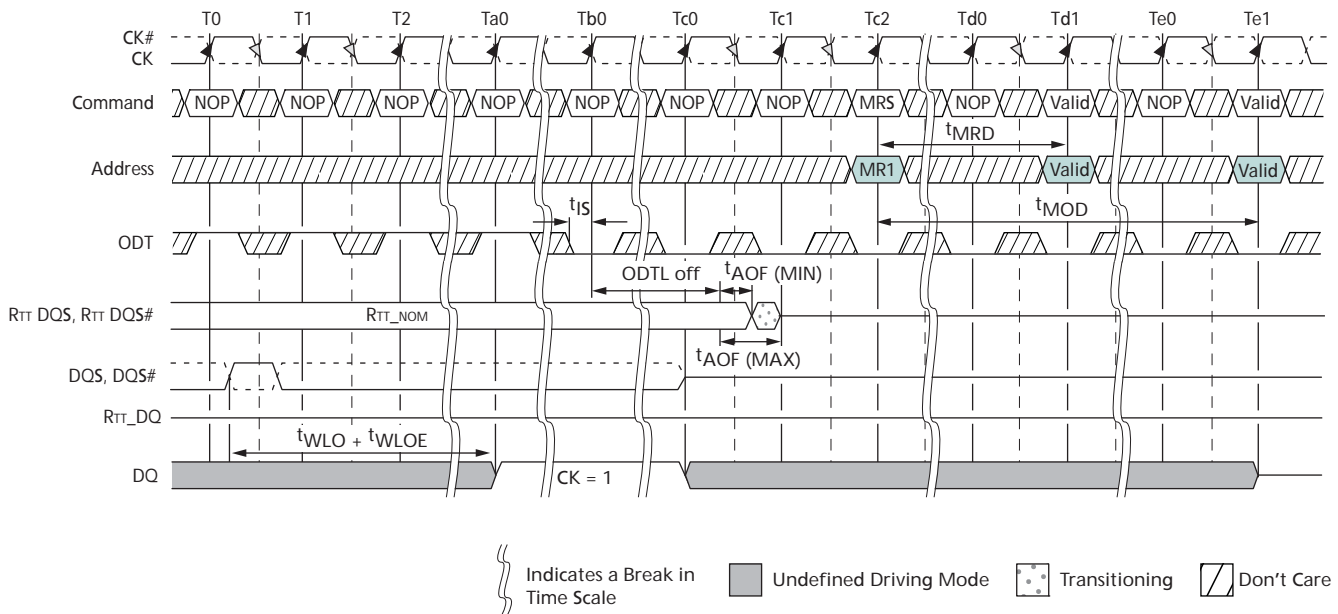 T0 T1 T2 Ta0 Tb0 Tc0 Tc1 Tc2 Td0 Td1 Te0 Te1
CK#
CK
Command NOP NOP NOP NOP NOP NOP NOP MRS NOP Valid NOP Valid
tMRD
Address MR1 Valid Valid
tIS tMOD
ODT
ODTL off tAOF (MIN)
RTT DQS, RTT DQS# RTT_NOM
tAOF (MAX)
DQS, DQS#
RTT_DQ
tWLO + tWLOE
DQ CK = 1
Indicates a Break in
Time Scale
Undefined Driving Mode
Transitioning
Don't Care